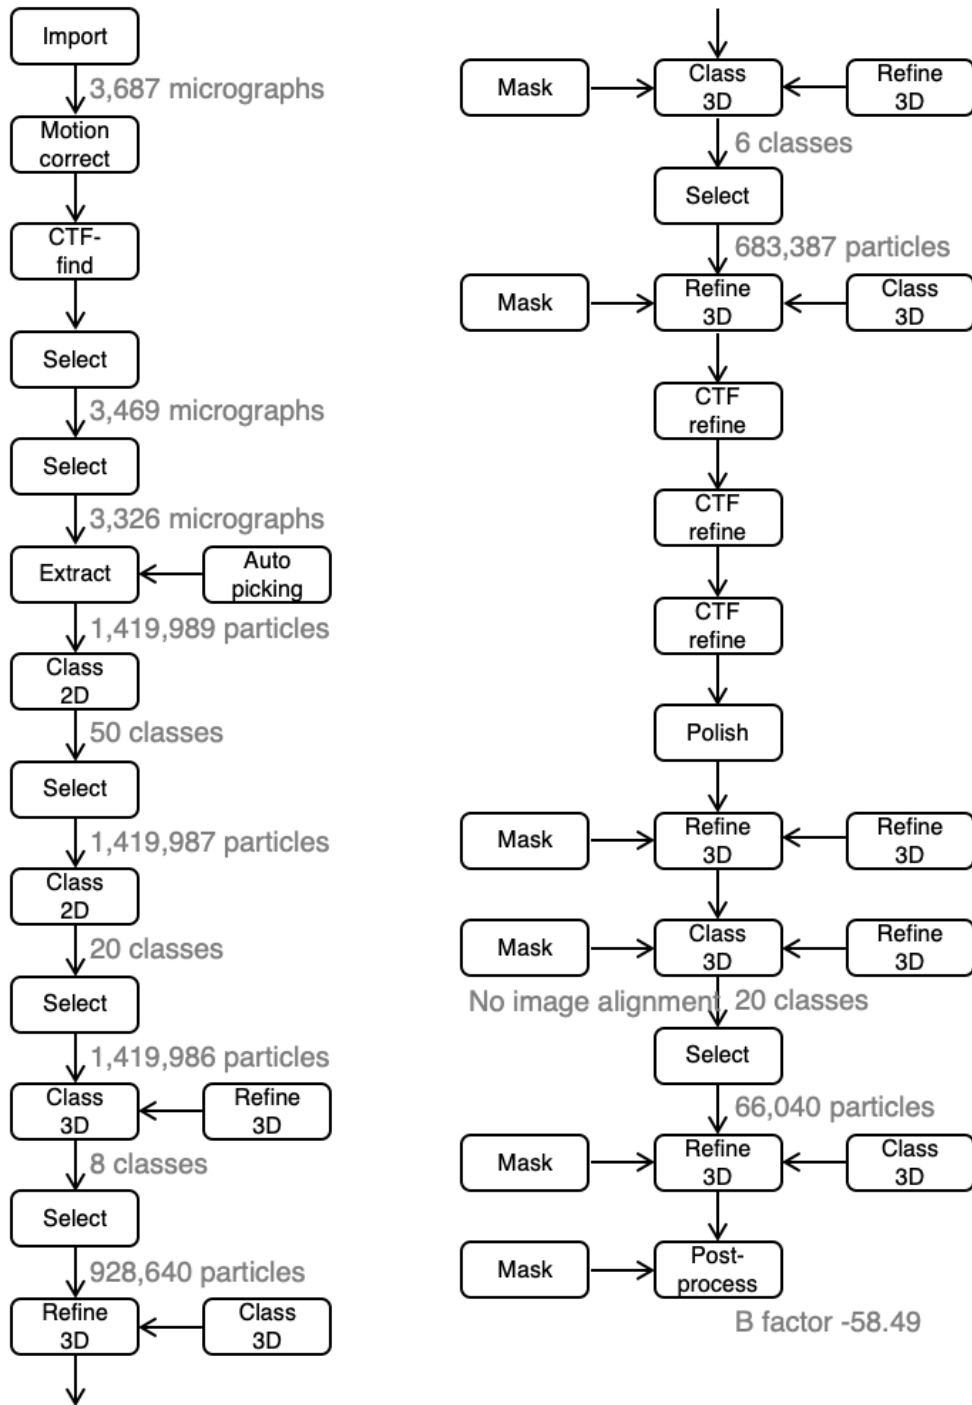 Import
3,687 micrographs
Motion
correct
CTF-
find
Select
3,469 micrographs
Select
3,326 micrographs
Extract
Auto
picking
1,419,989 particles
Class
2D
50 classes
Select
1,419,987 particles
Class
2D
20 classes
Select
1,419,986 particles
Class
3D
Refine
3D
8 classes
Select
928,640 particles
Refine
3D
Class
3D
Mask
Class
3D
Refine
3D
6 classes
Select
683,387 particles
Mask
Refine
3D
Class
3D
CTF
refine
CTF
refine
CTF
refine
Polish
Mask
Refine
3D
Refine
3D
Mask
Class
3D
Refine
3D
No image alignment
20 classes
Select
66,040 particles
Mask
Refine
3D
Class
3D
Mask
Post-
process
B factor -58.49